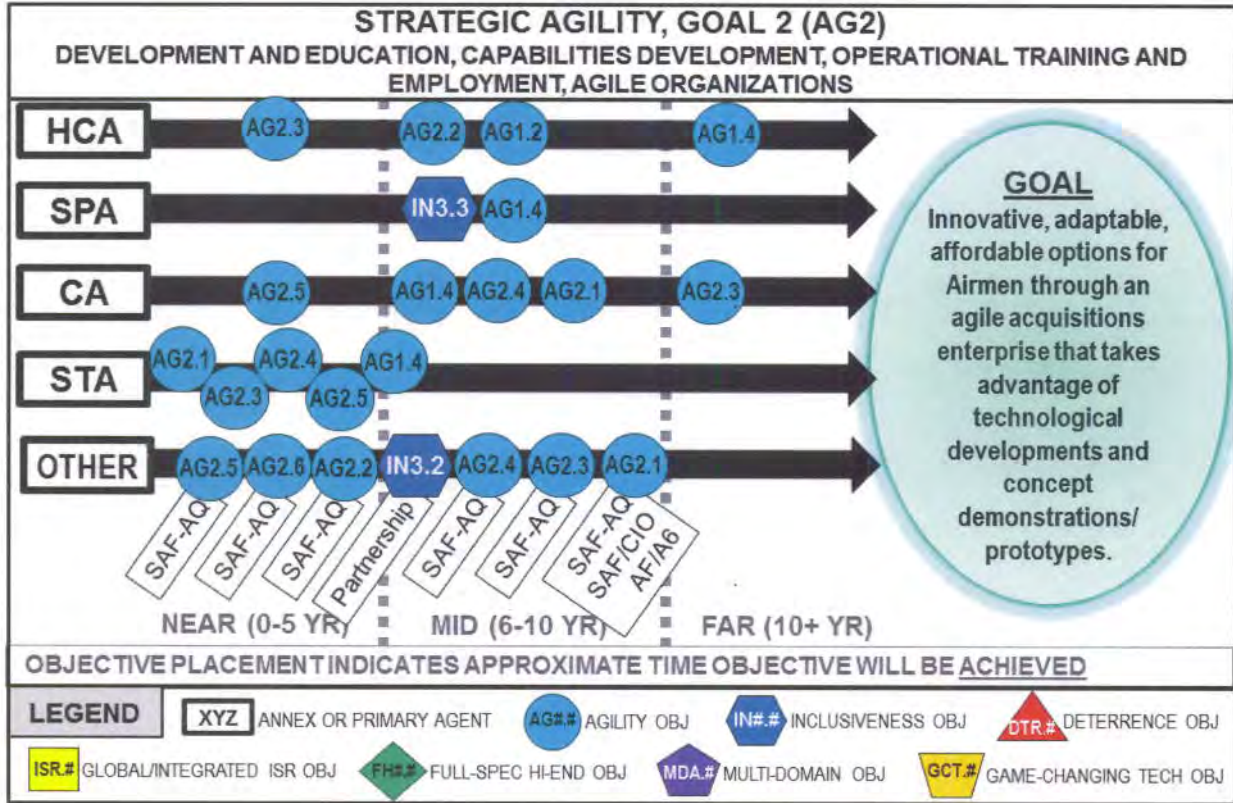 STRATEGIC AGILITY, GOAL 2 (AG2)
DEVELOPMENT AND EDUCATION, CAPABILITIES DEVELOPMENT, OPERATIONAL TRAINING AND
EMPLOYMENT, AGILE ORGANIZATIONS
HCA
AG2.3
AG2.2
AG1.2
AG1.4
SPA
IN3.3
AG1.4
CA
AG2.5
AG1.4
AG2.4
AG2.1
AG2.3
STA
AG2.1
AG2.3
AG2.4
AG2.5
AG1.4
OTHER
AG2.5
AG2.6
AG2.2
IN3.2
AG2.4
AG2.3
AG2.1
SAF-AQ
SAF-AQ
SAF-AQ
Partnership
SAF-AQ
SAF-AQ
SAF-AQ
SAF/CIO
AF/A6
NEAR (0-5 YR)
MID (6-10 YR)
FAR (10+ YR)
GOAL
Innovative, adaptable,
affordable options for
Airmen through an
agile acquisitions
enterprise that takes
advantage of
technological
developments and
concept
demonstrations/
prototypes.
OBJECTIVE PLACEMENT INDICATES APPROXIMATE TIME OBJECTIVE WILL BE ACHIEVED
LEGEND
XYZ ANNEX OR PRIMARY AGENT
AG#.# AGILITY OBJ
IN#.# INCLUSIVENESS OBJ
DTR.# DETERRENCE OBJ
ISR.# GLOBAL/INTEGRATED ISR OBJ
FH#.# FULL-SPEC HI-END OBJ
MDA.# MULTI-DOMAIN OBJ
GCT.# GAME-CHANGING TECH OBJ